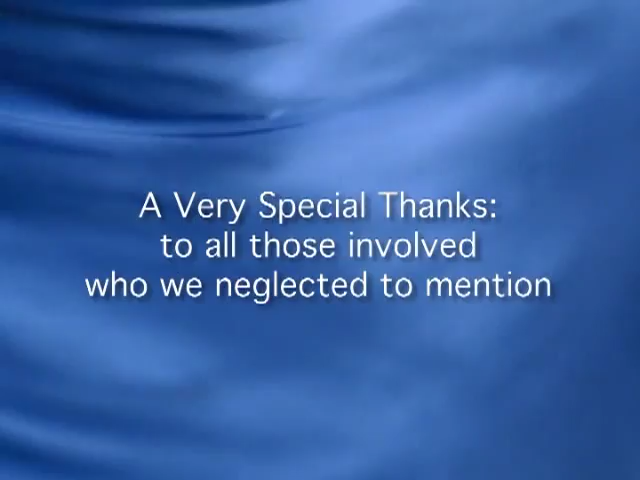 A Very Special Thanks:
to all those involved
who we neglected to mention